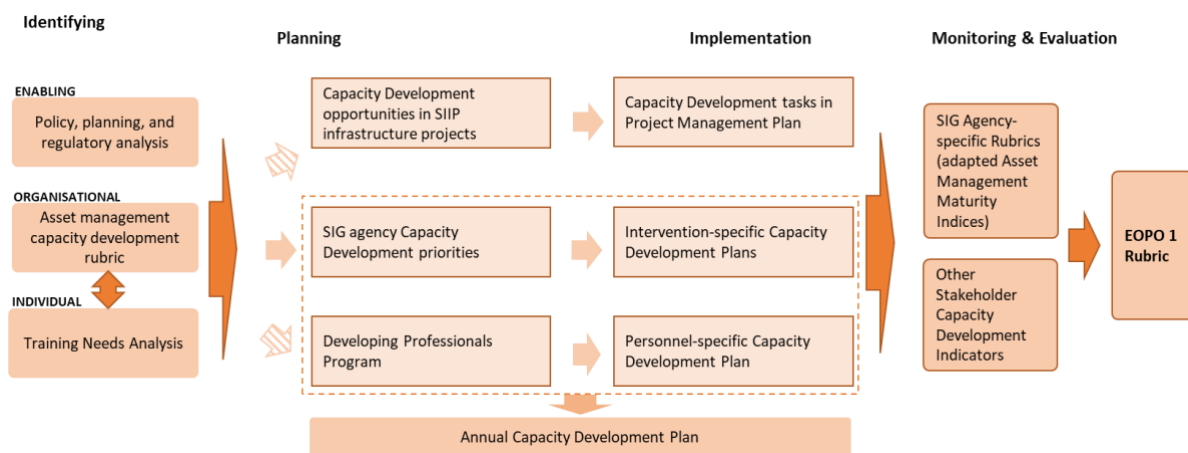 Identifying
Planning
Implementation
Monitoring & Evaluation
ENABLING
Policy, planning, and
regulatory analysis
ORGANISATIONAL
Asset management
capacity development
rubric
INDIVIDUAL
Training Needs Analysis
Capacity Development
opportunities in SIIP
infrastructure projects
Capacity Development tasks in
Project Management Plan
SIG agency Capacity
Development priorities
Intervention-specific Capacity
Development Plans
Developing Professionals
Program
Personnel-specific Capacity
Development Plan
Annual Capacity Development Plan
SIG Agency-
specific Rubrics
(adapted Asset
Management
Maturity
Indices)
Other
Stakeholder
Capacity
Development
Indicators
EOPO 1
Rubric